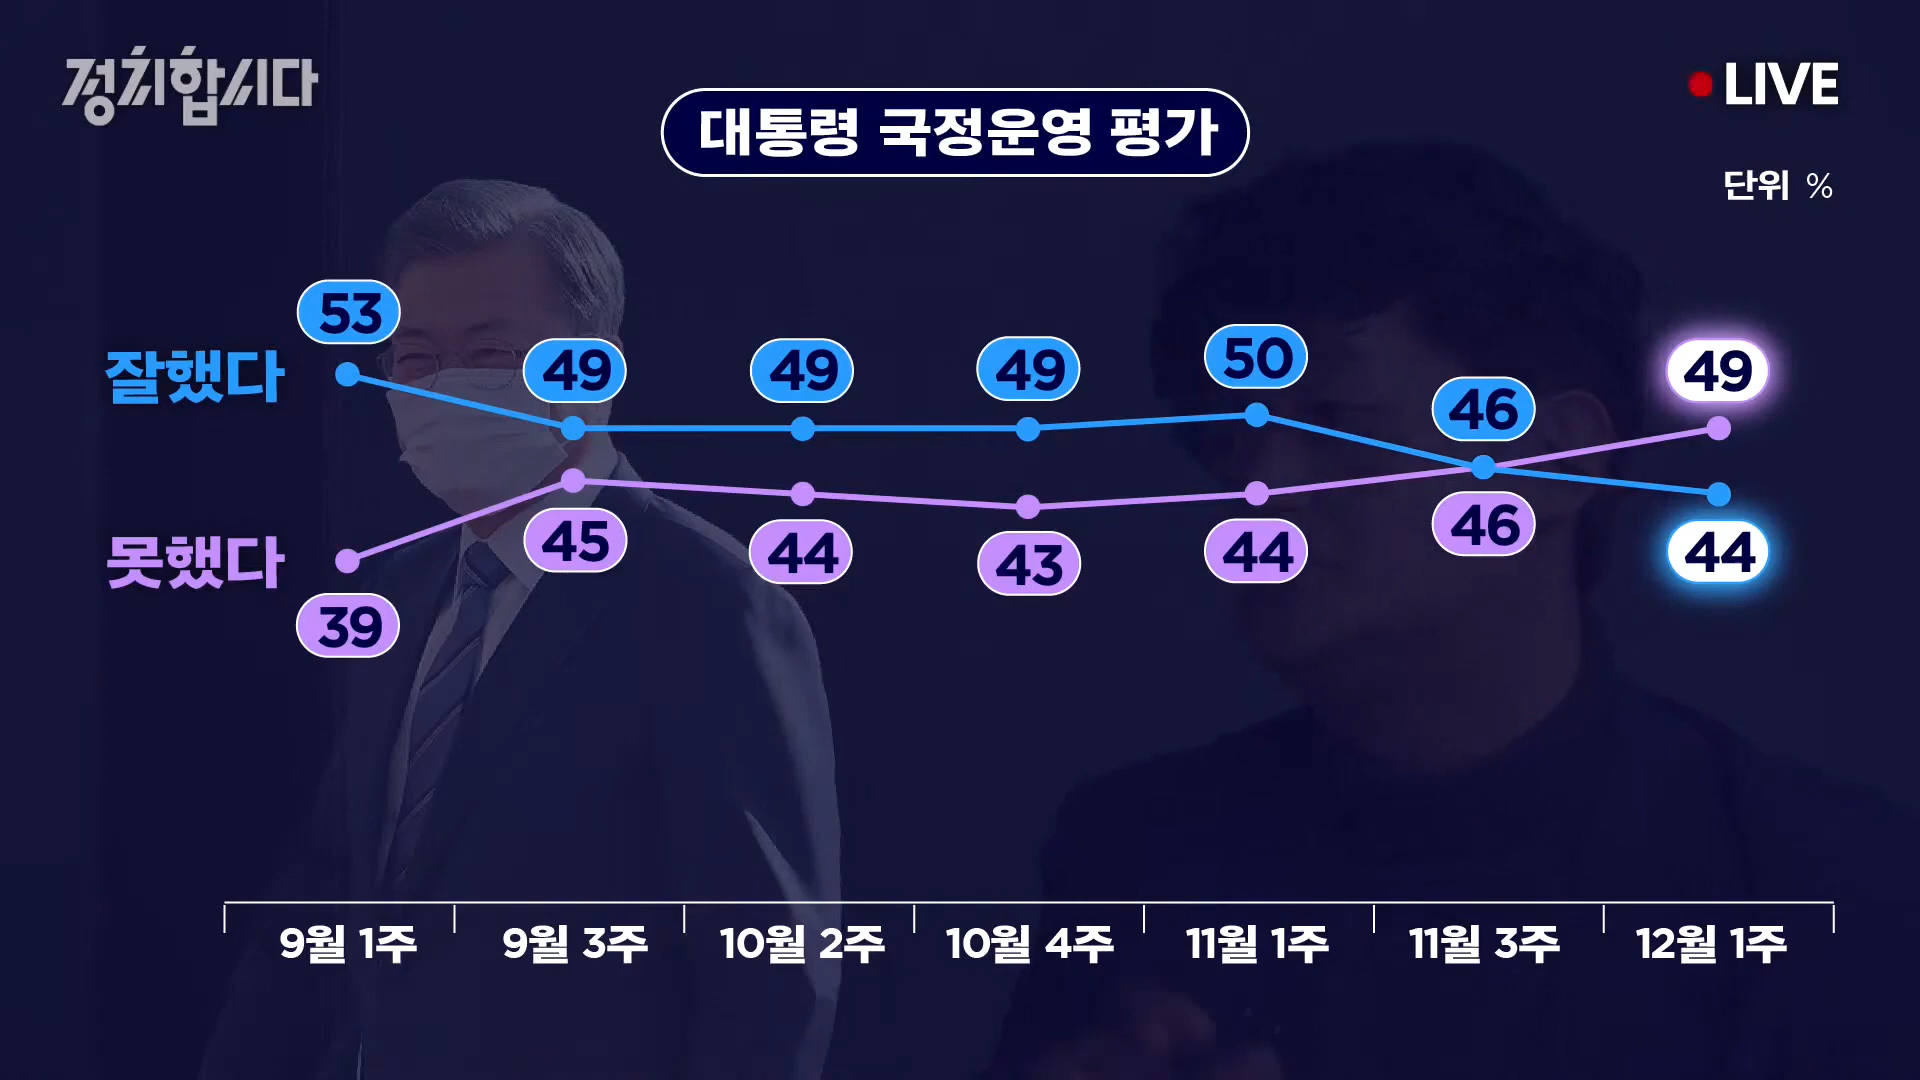 정치합시다
LIVE
대통령 국정운영 평가
단위 %
잘했다
53
49
49
49
50
46
44
못했다
39
45
44
43
44
46
49
9월 1주
9월 3주
10월 2주
10월 4주
11월 1주
11월 3주
12월 1주